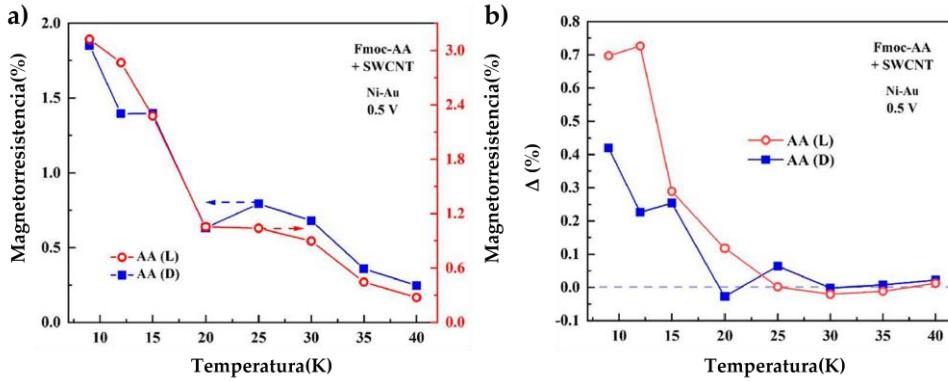 a)
Magnetorresistencia(%)
2.0
1.5
1.0
0.5
0.0
Fmoc-AA
+ SWCNT
Ni-Au
0.5 V
AA (L)
AA (D)
3.0
2.4
1.8
1.2
0.6
0.0
10 15 20 25 30 35 40
Temperatura(K)
Magnetorresistencia(%)
b)
Δ (%)
0.8
0.7
0.6
0.5
0.4
0.3
0.2
0.1
0.0
-0.1
Fmoc-AA
+ SWCNT
Ni-Au
0.5 V
AA (L)
AA (D)
10 15 20 25 30 35 40
Temperatura(K)